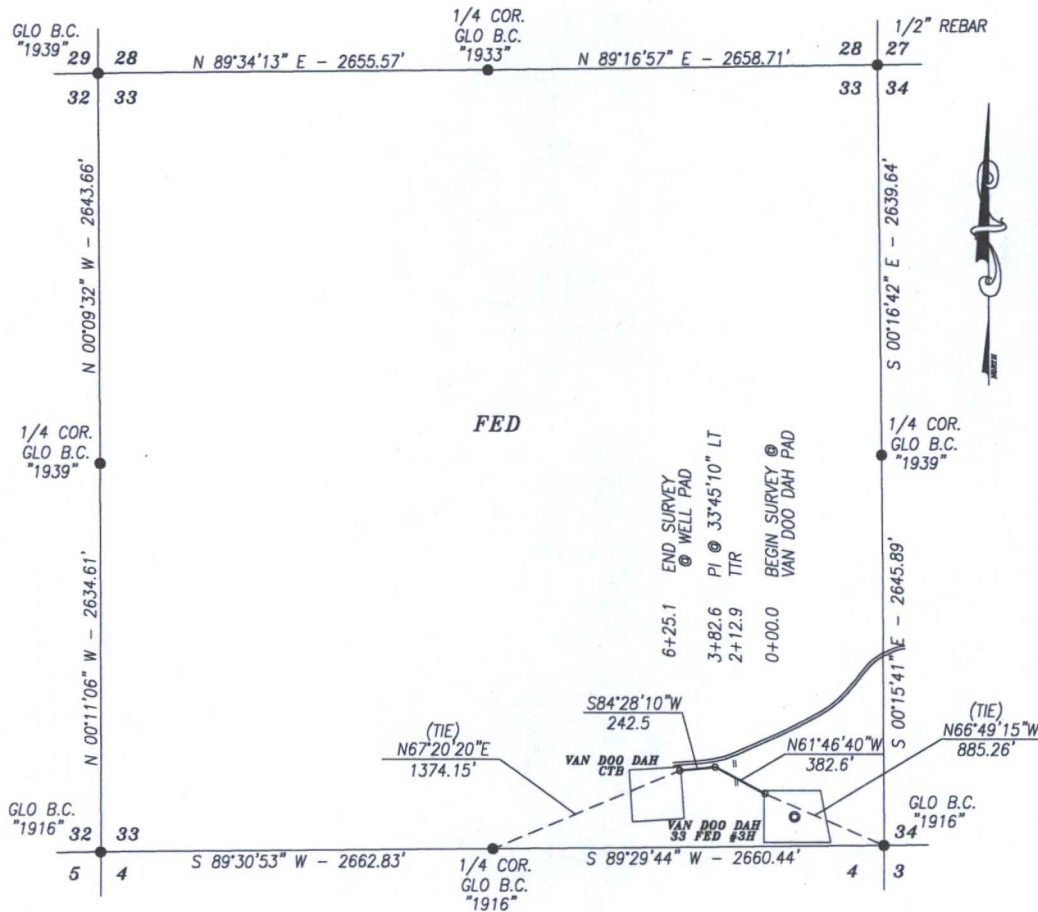 GLO B.C.
"1939"
29 28
32 33
N 89°34'13" E - 2655.57'
1/4 COR.
GLO B.C.
"1933"
N 89°16'57" E - 2658.71'
1/2" REBAR
28 27
33 34
N 00°09'32" W - 2643.66'
S 00°16'42" E - 2639.64'
NORTH
1/4 COR.
GLO B.C.
"1939"
FED
1/4 COR.
GLO B.C.
"1939"
6+25.1 END SURVEY
@ WELL PAD
3+82.6 PI @ 33°45'10" LT
2+12.9 TTR
0+00.0 BEGIN SURVEY @
VAN DOO DAH PAD
N 00°11'06" W - 2634.61'
S 00°15'41" E - 2645.89'
(TIE)
N67°20'20"E
1374.15'
S84°28'10"W
242.5
N61°46'40"W
382.6'
(TIE)
N66°49'15"W
885.26'
VAN DOO DAH
CTB
VAN DOO DAH
33 FED #3H
GLO B.C.
"1916"
32 33
5 4
S 89°30'53" W - 2662.83'
1/4 COR.
GLO B.C.
"1916"
S 89°29'44" W - 2660.44'
GLO B.C.
"1916"
34
4 3